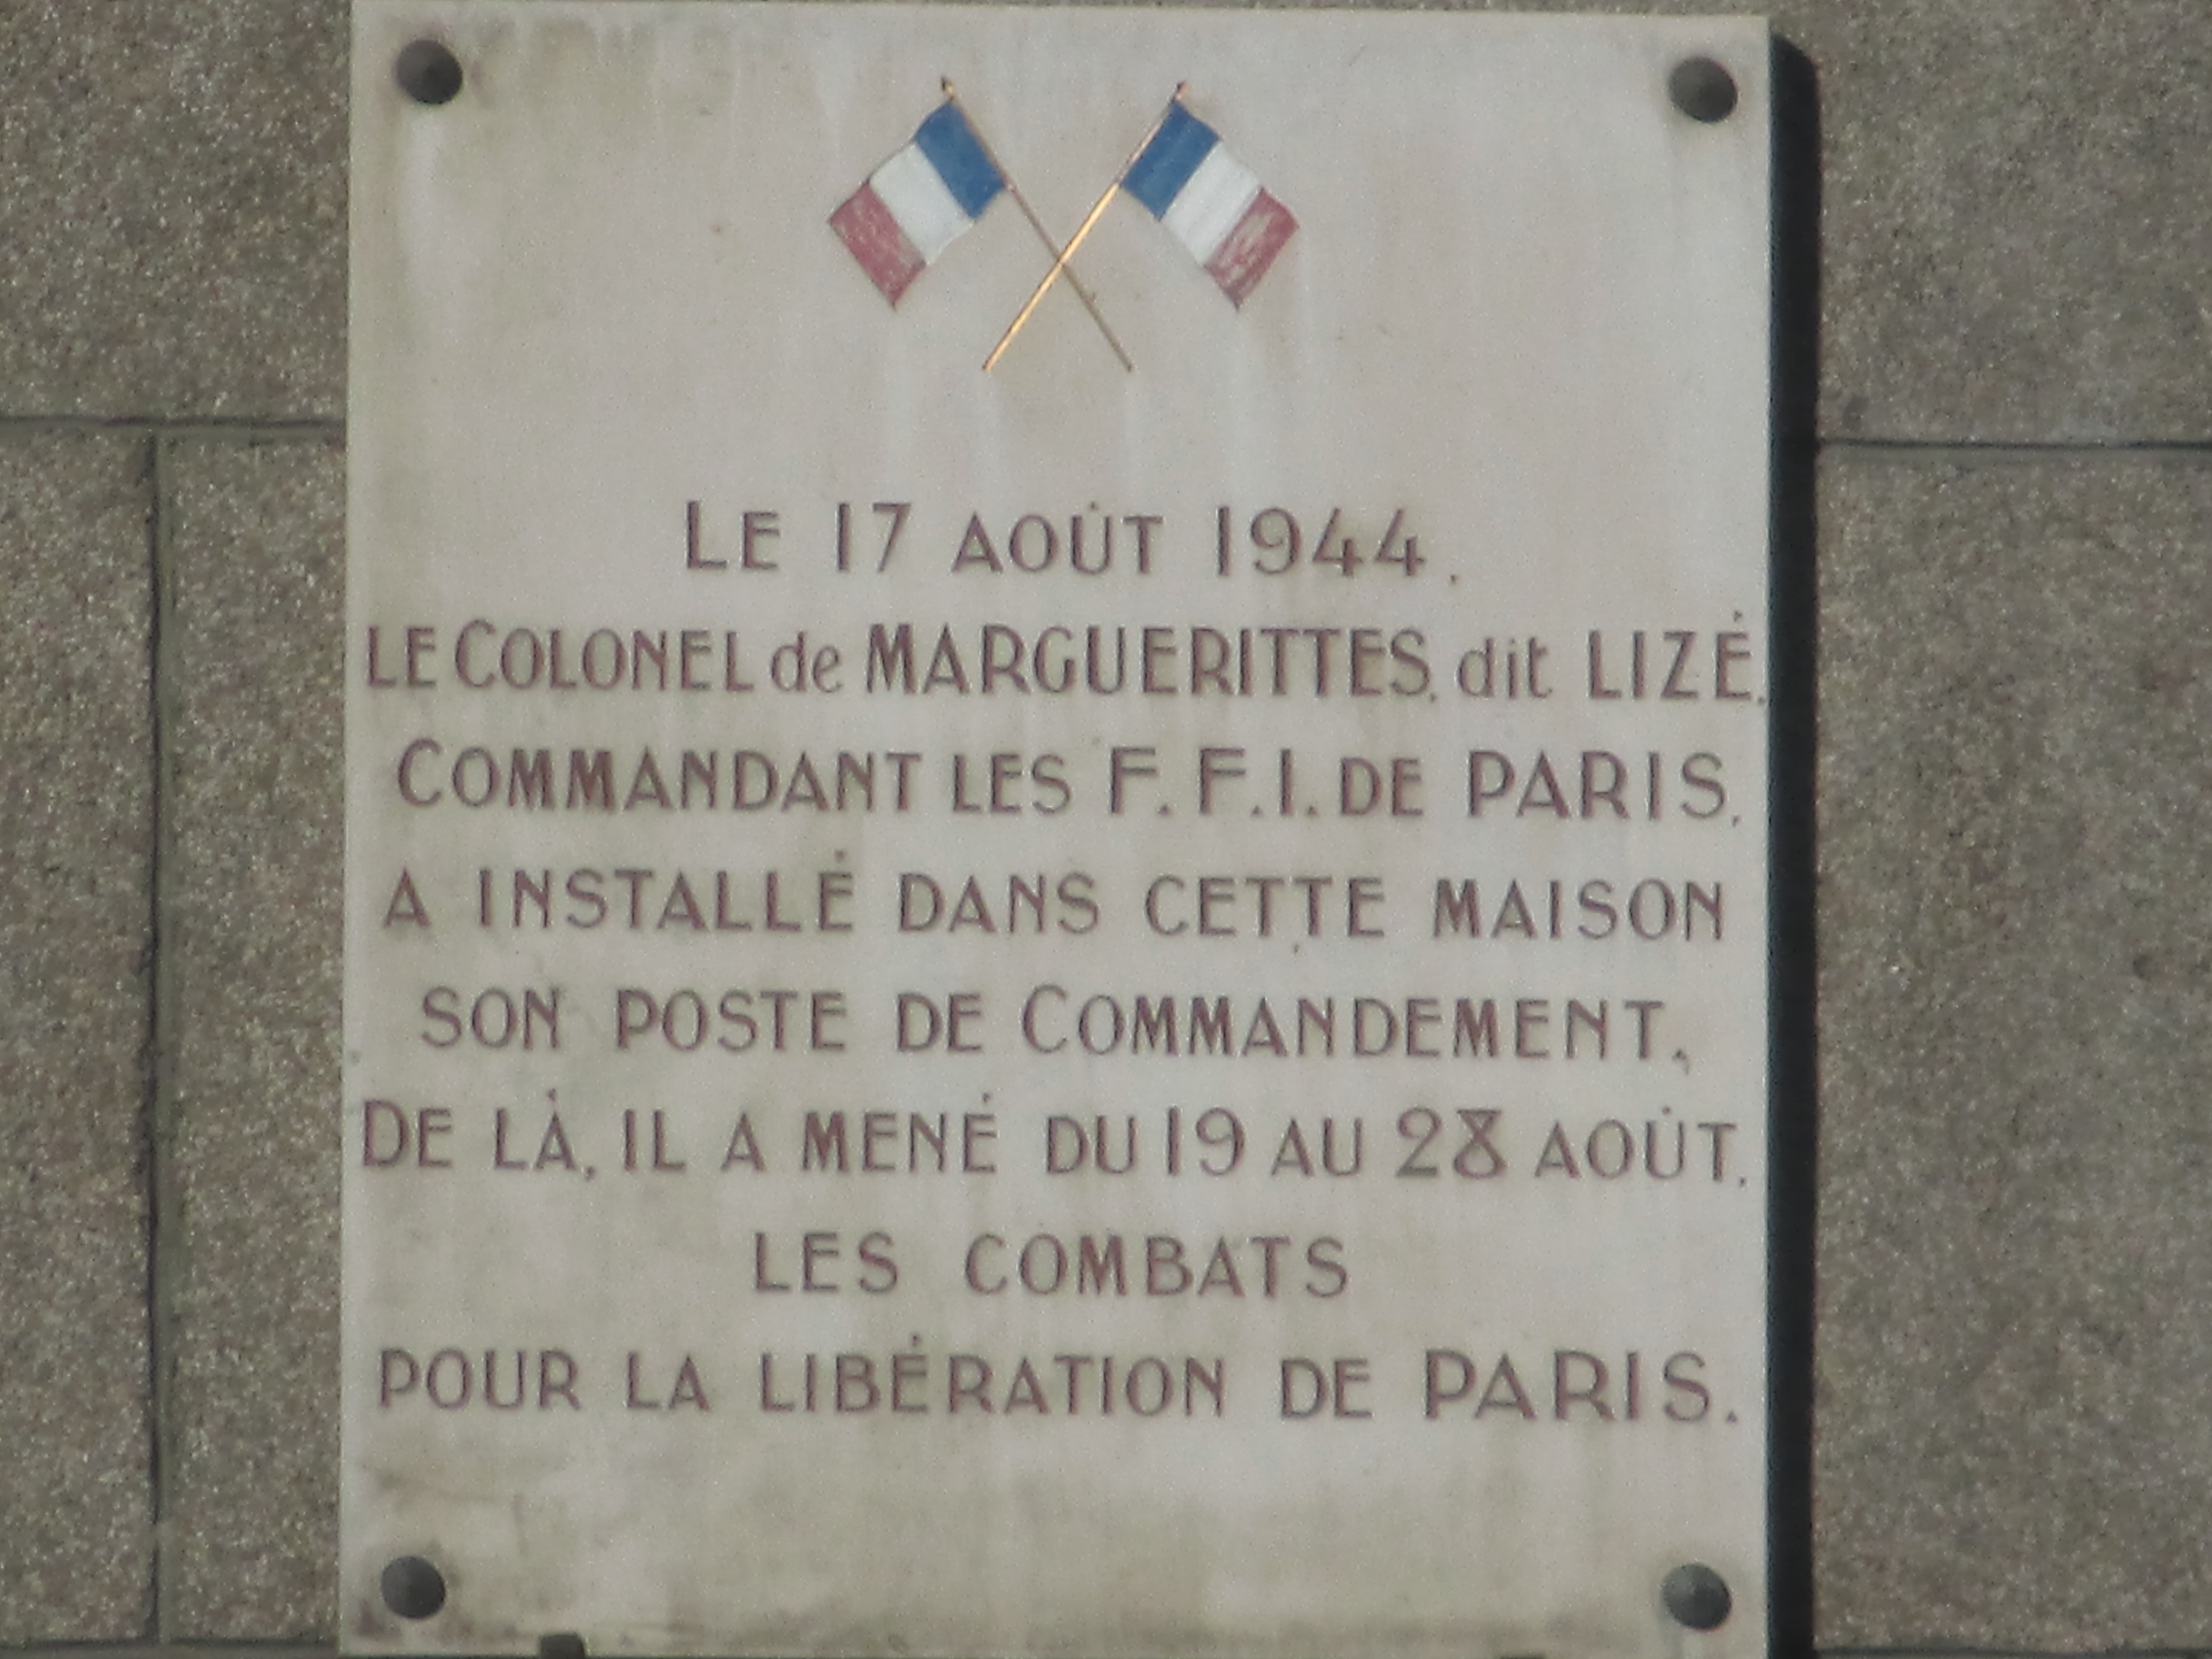 LE 17 AOÛT 1944.
LE COLONEL de MARGUERITTES, dit LIZÉ,
COMMANDANT LES F.F.I. DE PARIS,
A INSTALLÉ DANS CETTE MAISON
SON POSTE DE COMMANDEMENT.
DE LÀ, IL A MENÉ DU 19 AU 28 AOÛT,
LES COMBATS
POUR LA LIBÉRATION DE PARIS.